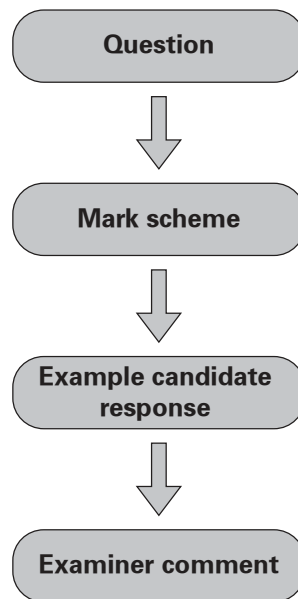 Question
Mark scheme
Example candidate
response
Examiner comment